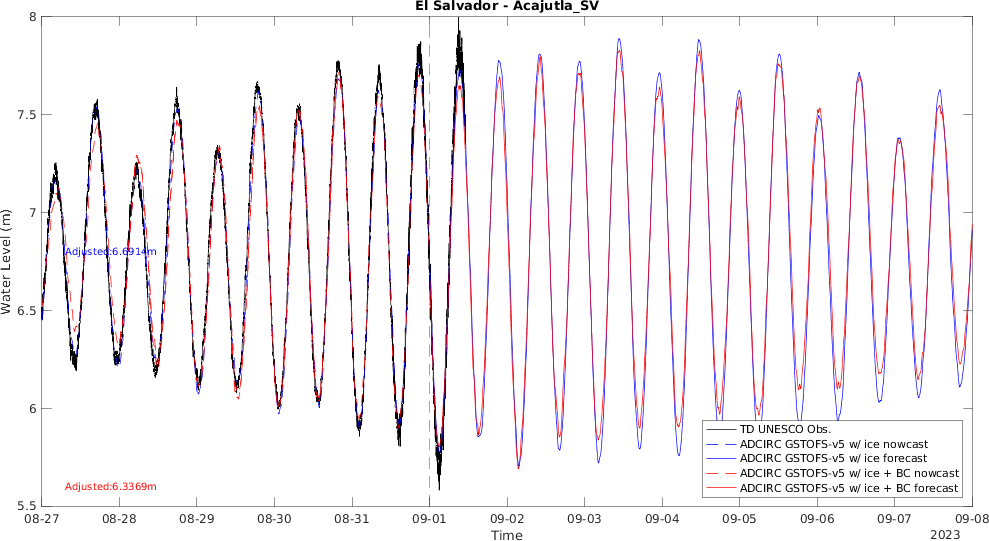 El Salvador - Acajutla_SV
8
7.5
7
6.5
6
5.5
Water Level (m)
Adjusted:6.6914m
Adjusted:6.3369m
TD UNESCO Obs.
ADCIRC GSTOFS-v5 w/ ice nowcast
ADCIRC GSTOFS-v5 w/ ice forecast
ADCIRC GSTOFS-v5 w/ ice + BC nowcast
ADCIRC GSTOFS-v5 w/ ice + BC forecast
08-27 08-28 08-29 08-30 08-31 09-01 09-02 09-03 09-04 09-05 09-06 09-07 09-08
Time
2023